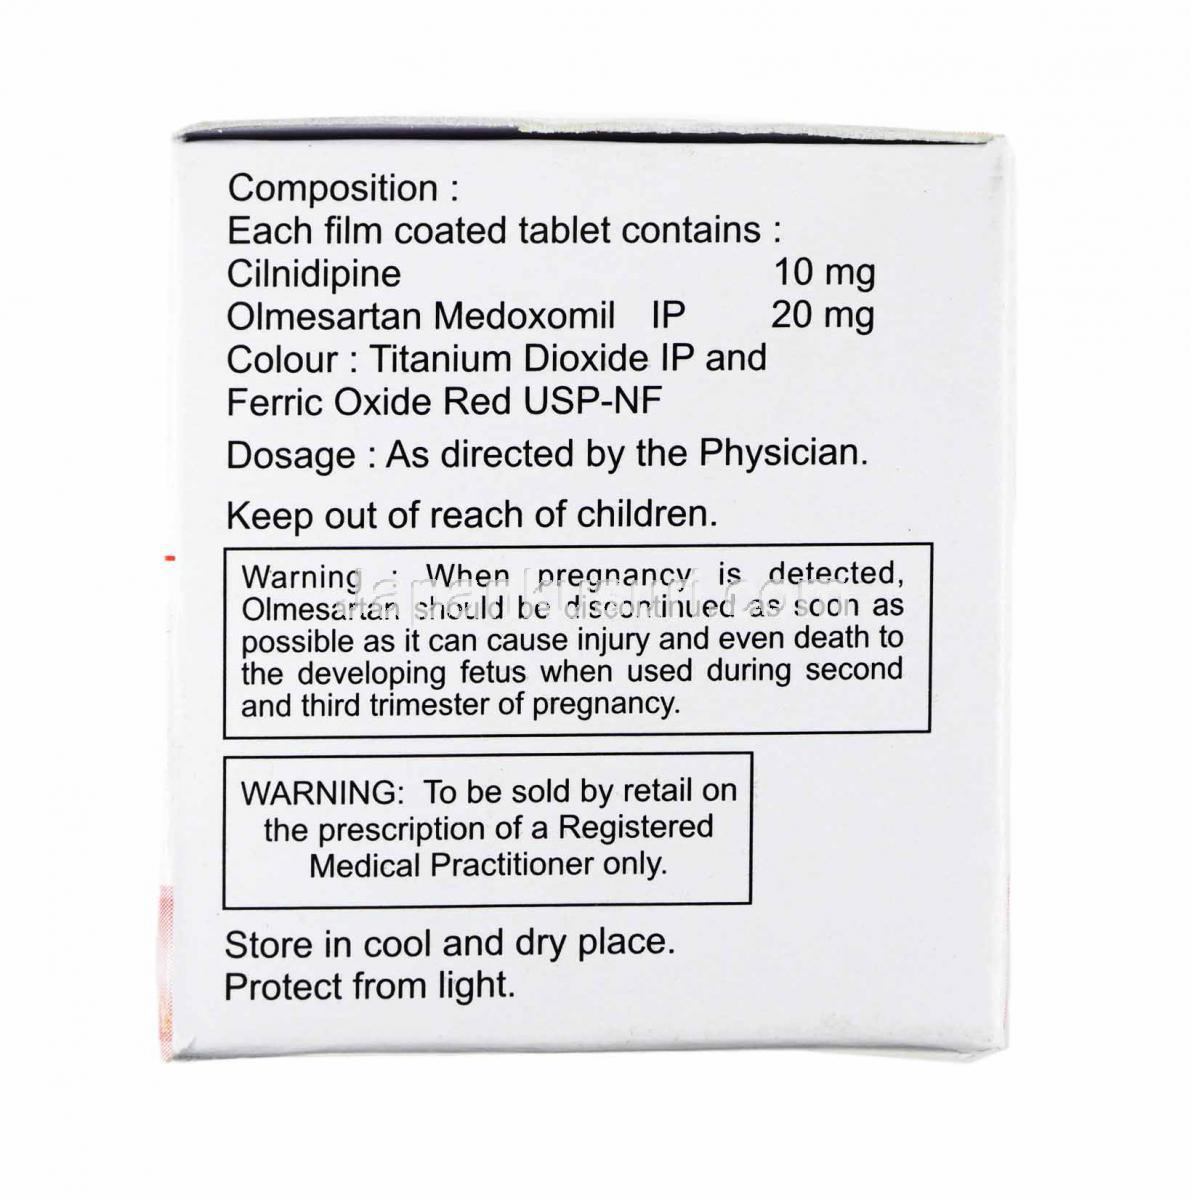 Composition :
Each film coated tablet contains :
Cilnidipine 10 mg
Olmesartan Medoxomil IP 20 mg
Colour : Titanium Dioxide IP and
Ferric Oxide Red USP-NF
Dosage : As directed by the Physician.
Keep out of reach of children.
Warning : When pregnancy is detected,
Olmesartan should be discontinued as soon as
possible as it can cause injury and even death to
the developing fetus when used during second
and third trimester of pregnancy.
WARNING: To be sold by retail on
the prescription of a Registered
Medical Practitioner only.
Store in cool and dry place.
Protect from light.